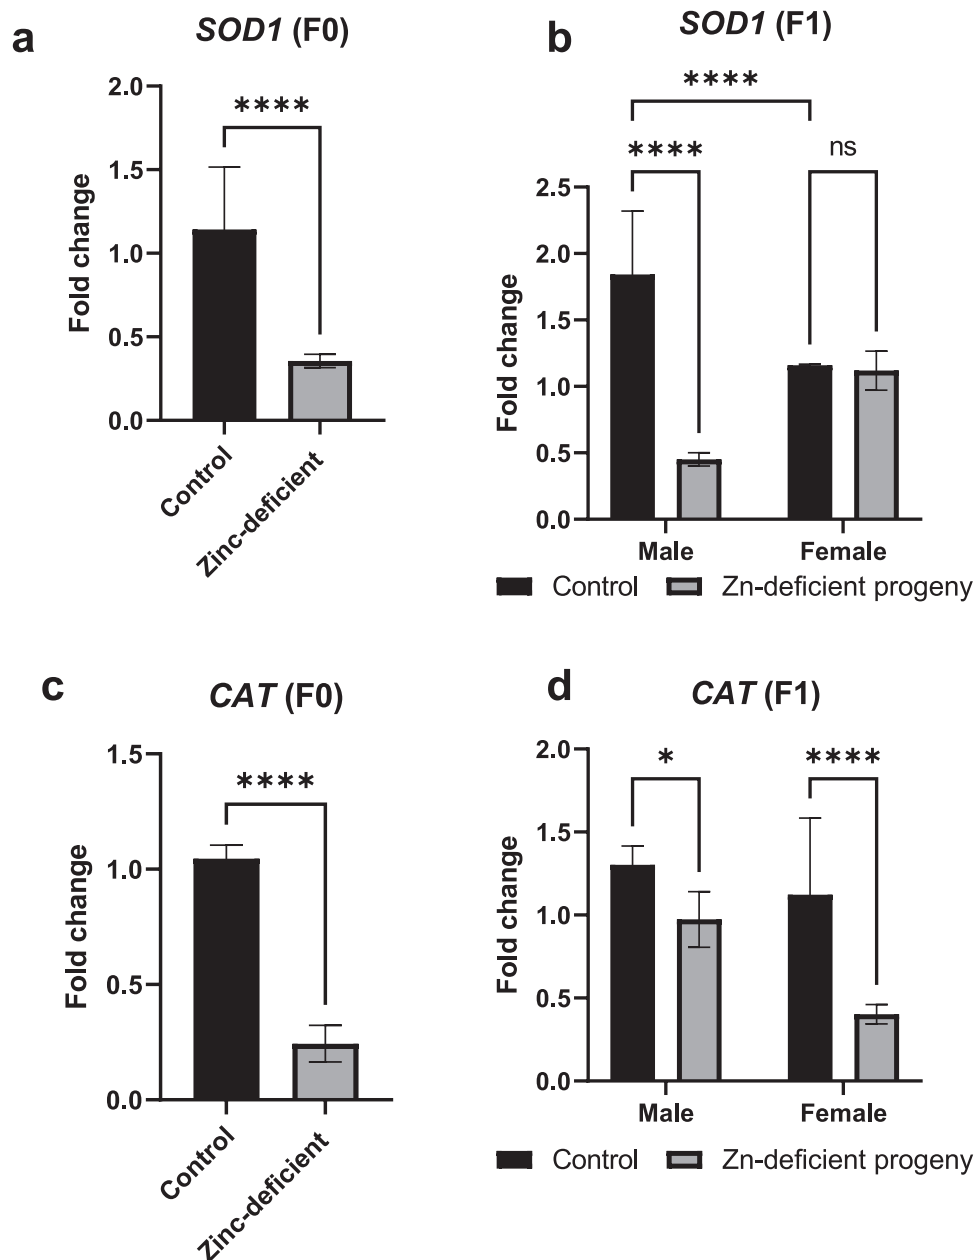 a
SOD1 (F0)
Fold change
2.0
1.5
1.0
0.5
0.0
****
Control
Zinc-deficient
b
SOD1 (F1)
Fold change
2.5
2.0
1.5
1.0
0.5
0.0
****
****
ns
Male Female
Control Zn-deficient progeny
c
CAT (F0)
Fold change
1.5
1.0
0.5
0.0
****
Control
Zinc-deficient
d
CAT (F1)
Fold change
2.0
1.5
1.0
0.5
0.0
* ****
Male Female
Control Zn-deficient progeny